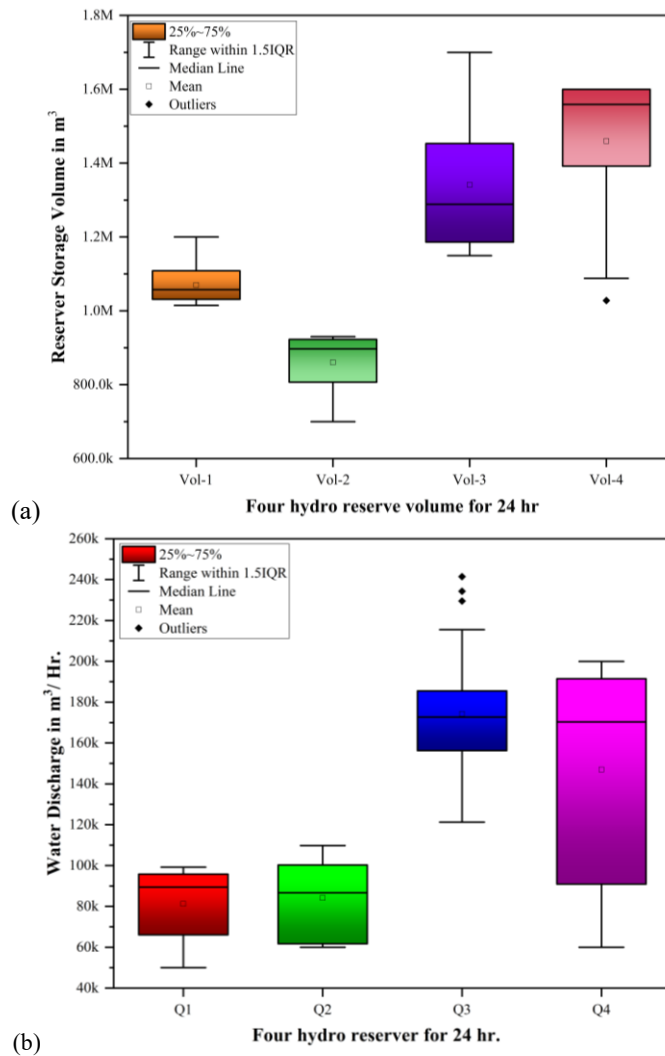 1.8M
25%~75%
Range within 1.5IQR
Median Line
Mean
Outliers
1.6M
1.4M
1.2M
1.0M
800.0k
600.0k
Reserver Storage Volume in m³
Vol-1 Vol-2 Vol-3 Vol-4
Four hydro reserve volume for 24 hr
(a)
260k
25%~75%
Range within 1.5IQR
Median Line
Mean
Outliers
240k
220k
200k
180k
160k
140k
120k
100k
80k
60k
40k
Water Discharge in m³/ Hr.
Q1 Q2 Q3 Q4
Four hydro reserver for 24 hr.
(b)